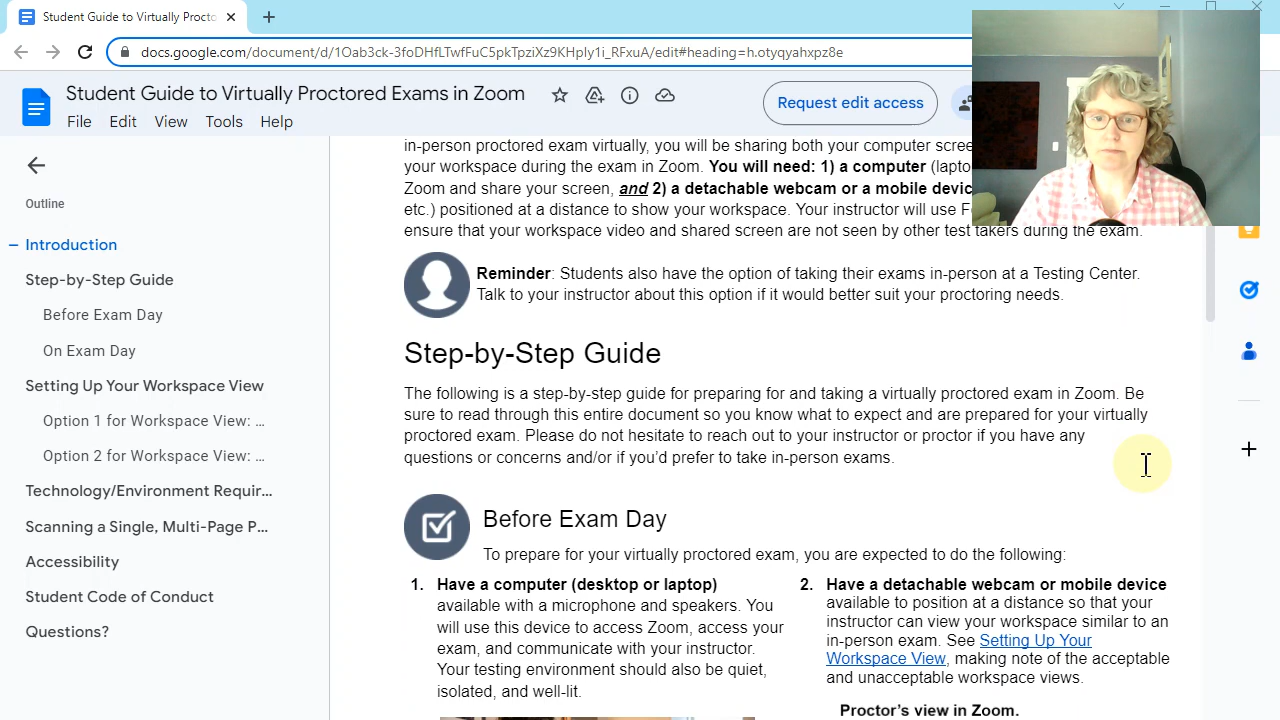 Student Guide to Virtually Procto
docs.google.com/document/d/1Oab3ck-3foDHfLTwfFuC5pkTpziXz9KHply1i_RFxuA/edit#heading=h.otyqyahxpz8e
Student Guide to Virtually Proctored Exams in Zoom
Request edit access
File Edit View Tools Help
Outline
Introduction
Step-by-Step Guide
Before Exam Day
On Exam Day
Setting Up Your Workspace View
Option 1 for Workspace View: ...
Option 2 for Workspace View: ...
Technology/Environment Requir...
Scanning a Single, Multi-Page P...
Accessibility
Student Code of Conduct
Questions?
in-person proctored exam virtually, you will be sharing both your computer scree
your workspace during the exam in Zoom. You will need: 1) a computer (lapto
Zoom and share your screen, and 2) a detachable webcam or a mobile devic
etc.) positioned at a distance to show your workspace. Your instructor will use F
ensure that your workspace video and shared screen are not seen by other test takers during the exam.
Reminder: Students also have the option of taking their exams in-person at a Testing Center.
Talk to your instructor about this option if it would better suit your proctoring needs.
Step-by-Step Guide
The following is a step-by-step guide for preparing for and taking a virtually proctored exam in Zoom. Be
sure to read through this entire document so you know what to expect and are prepared for your virtually
proctored exam. Please do not hesitate to reach out to your instructor or proctor if you have any
questions or concerns and/or if you'd prefer to take in-person exams.
Before Exam Day
To prepare for your virtually proctored exam, you are expected to do the following:
1. Have a computer (desktop or laptop)
available with a microphone and speakers. You
will use this device to access Zoom, access your
exam, and communicate with your instructor.
Your testing environment should also be quiet,
isolated, and well-lit.
2. Have a detachable webcam or mobile device
available to position at a distance so that your
instructor can view your workspace similar to an
in-person exam. See Setting Up Your
Workspace View, making note of the acceptable
and unacceptable workspace views.
Proctor's view in Zoom.